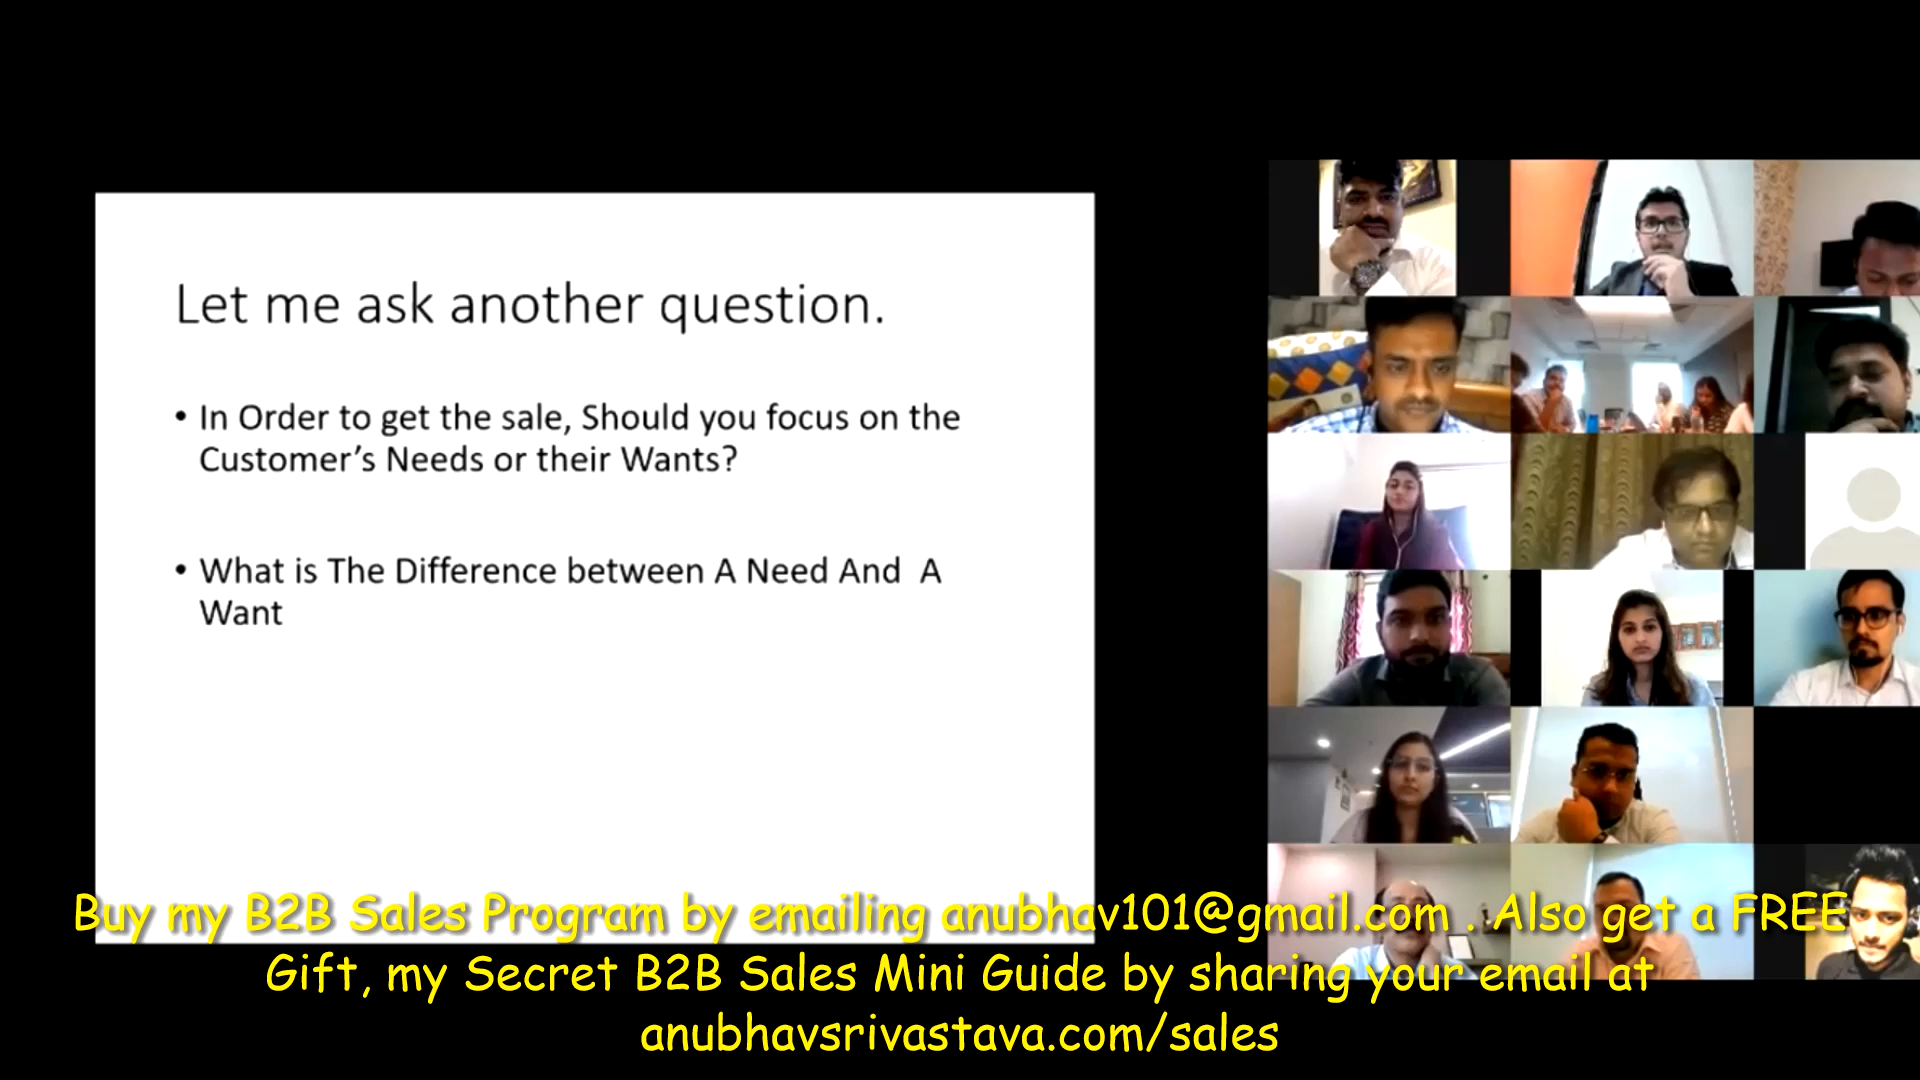 Let me ask another question.
• In Order to get the sale, Should you focus on the
Customer's Needs or their Wants?
• What is The Difference between A Need And  A
Want
Buy my B2B Sales Program by emailing anubhav101@gmail.com . Also get a FREE
Gift, my Secret B2B Sales Mini Guide by sharing your email at
anubhavsrivastava.com/sales